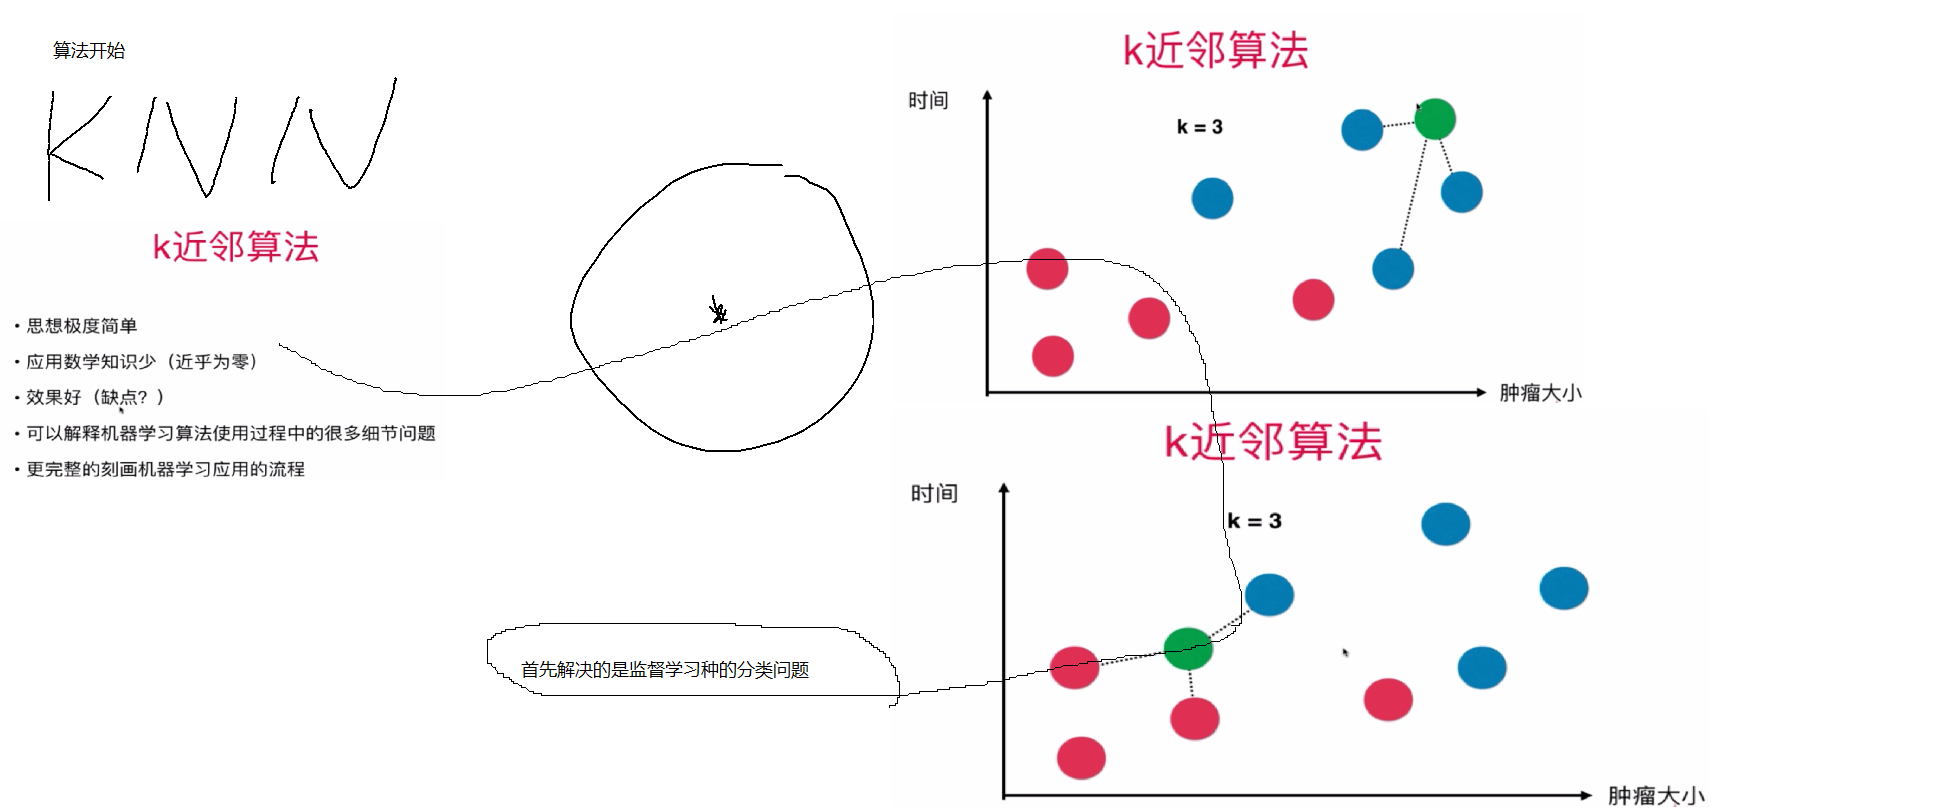 算法开始
KNN
k近邻算法
• 思想极度简单
• 应用数学知识少（近乎为零）
• 效果好（缺点？）
• 可以解释机器学习算法使用过程中的很多细节问题
• 更完整的刻画机器学习应用的流程
k近邻算法
时间
k = 3
肿瘤大小
k近邻算法
时间
k = 3
肿瘤大小
首先解决的是监督学习种的分类问题